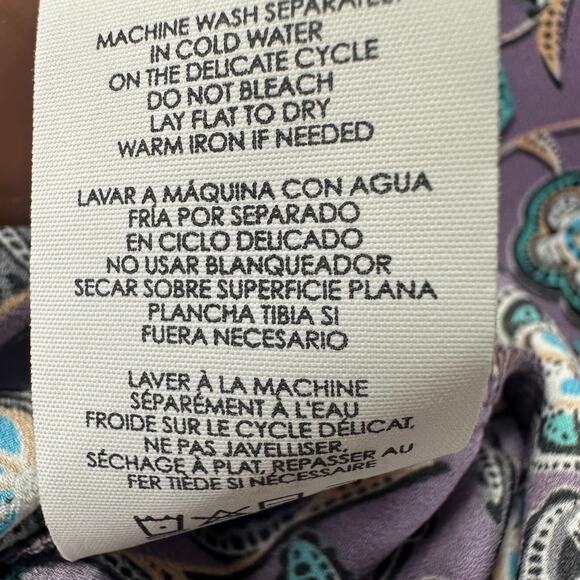 MACHINE WASH SEPARATELY
IN COLD WATER
ON THE DELICATE CYCLE
DO NOT BLEACH
LAY FLAT TO DRY
WARM IRON IF NEEDED
LAVAR A MÁQUINA CON AGUA
FRÍA POR SEPARADO
EN CICLO DELICADO
NO USAR BLANQUEADOR
SECAR SOBRE SUPERFICIE PLANA
PLANCHA TIBIA SI
FUERA NECESARIO
LAVER À LA MACHINE
SÉPARÉMENT À L'EAU
FROIDE SUR LE CYCLE DÉLICAT.
NE PAS JAVELLISER.
SÉCHAGE À PLAT, REPASSER AU
FER TIÈDE SI NÉCESSAIRE